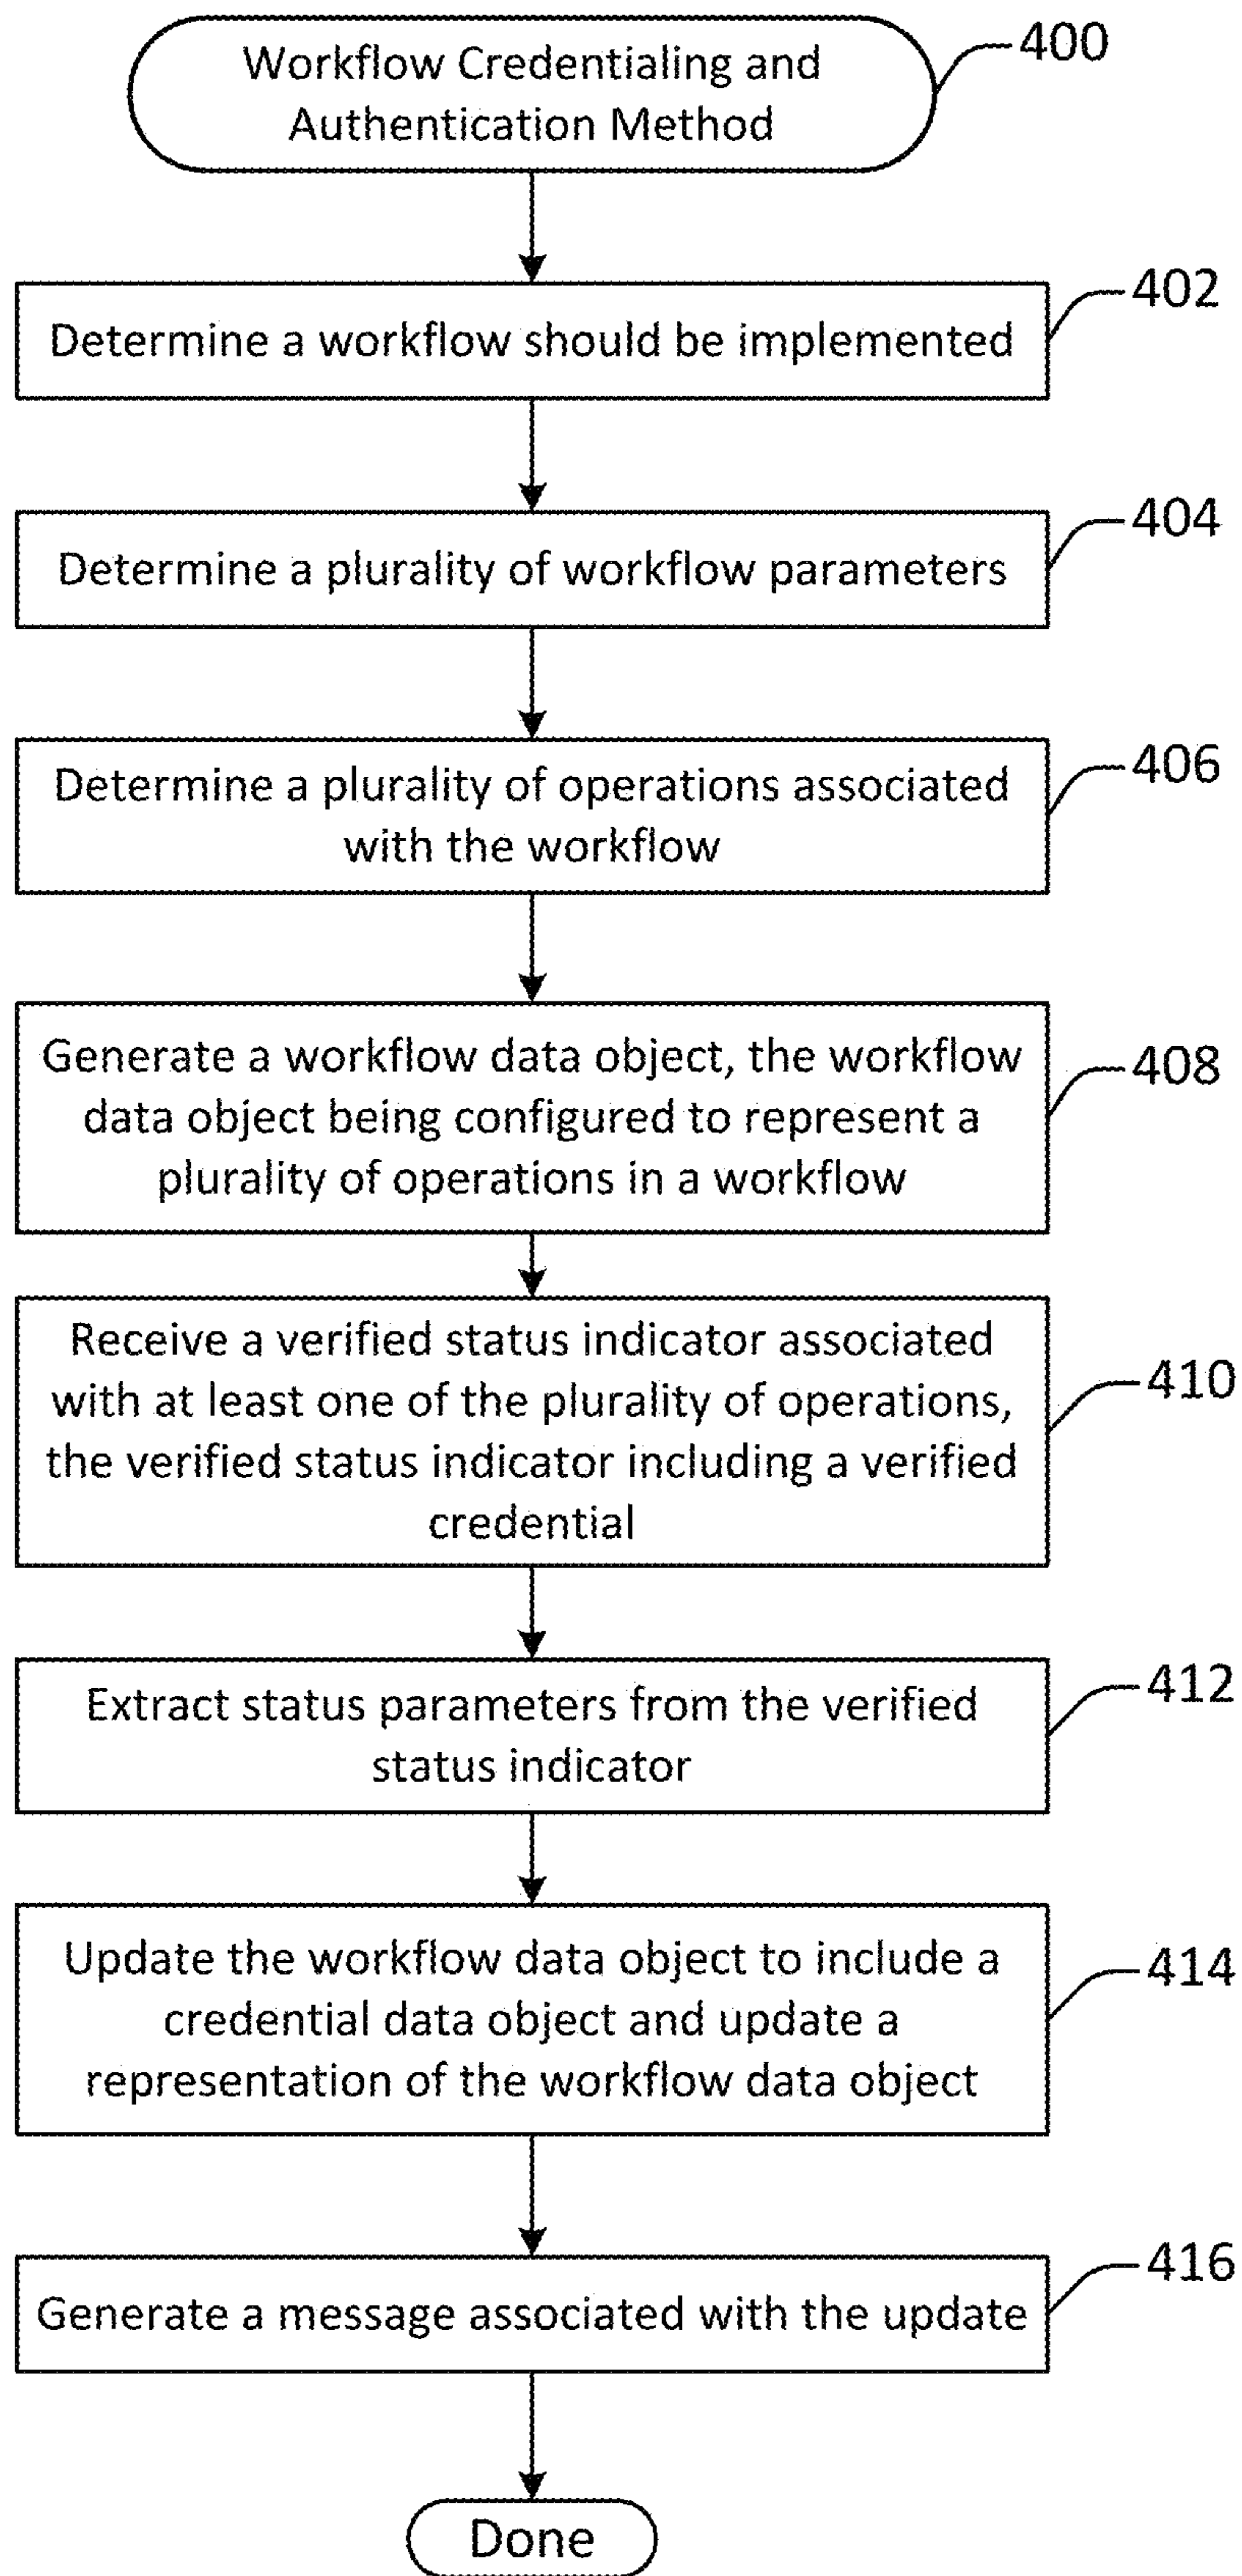 Workflow Credentialing and
Authentication Method
400
Determine a workflow should be implemented
402
Determine a plurality of workflow parameters
404
Determine a plurality of operations associated
with the workflow
406
Generate a workflow data object, the workflow
data object being configured to represent a
plurality of operations in a workflow
408
Receive a verified status indicator associated
with at least one of the plurality of operations,
the verified status indicator including a verified
credential
410
Extract status parameters from the verified
status indicator
412
Update the workflow data object to include a
credential data object and update a
representation of the workflow data object
414
Generate a message associated with the update
416
Done